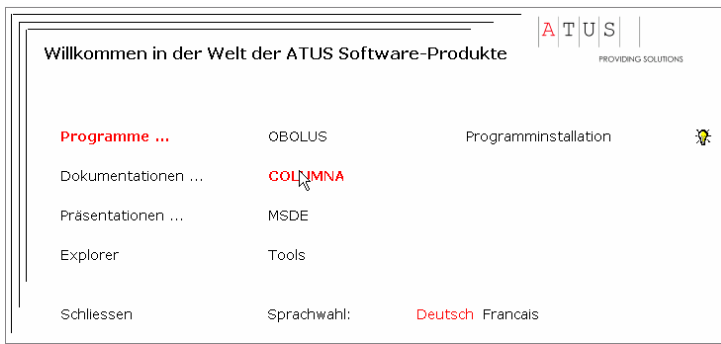 ATUS
PROVIDING SOLUTIONS
Willkommen in der Welt der ATUS Software-Produkte
Programme ... OBOLUS Programminstallation
Dokumentationen ... COLUMNA
Präsentationen ... MSDE
Explorer Tools
Schliessen Sprachwahl: Deutsch Francais